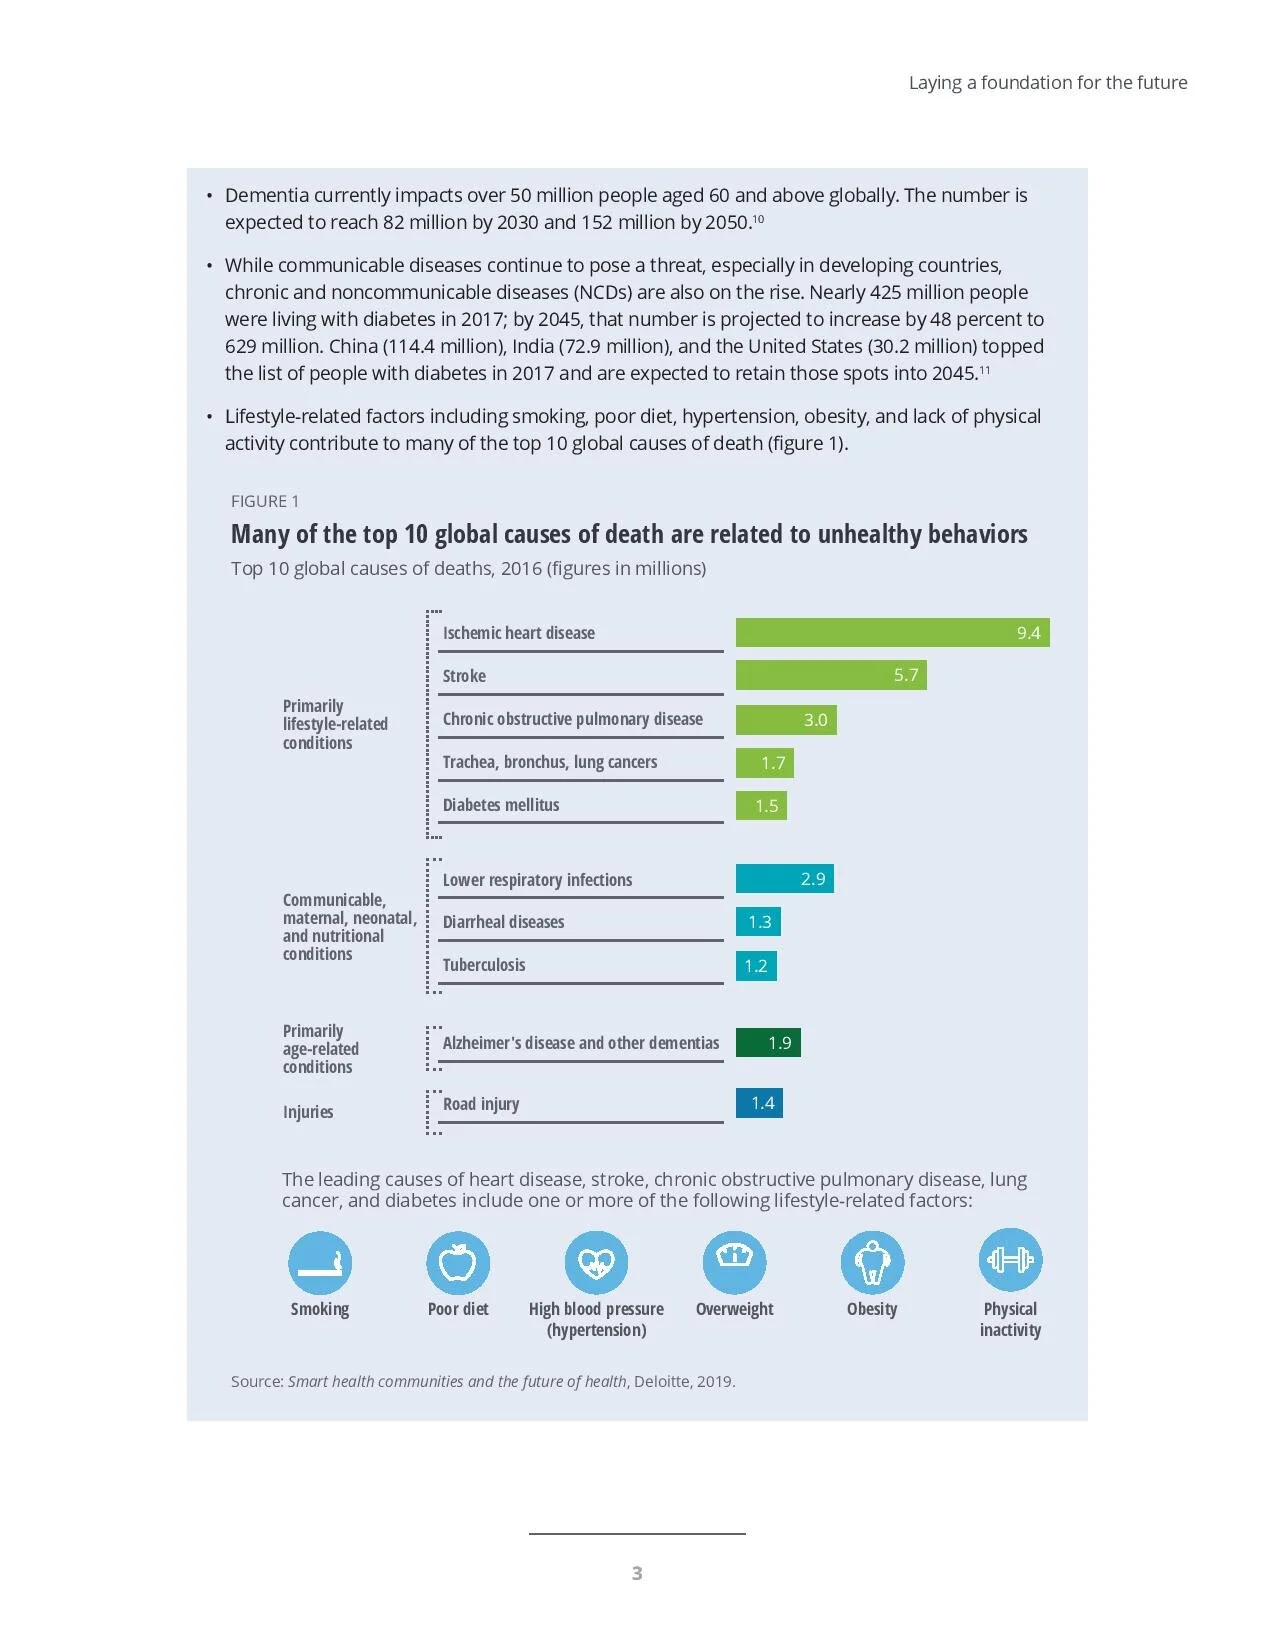 Laying a foundation for the future
• Dementia currently impacts over 50 million people aged 60 and above globally. The number is
expected to reach 82 million by 2030 and 152 million by 2050.10
• While communicable diseases continue to pose a threat, especially in developing countries,
chronic and noncommunicable diseases (NCDs) are also on the rise. Nearly 425 million people
were living with diabetes in 2017; by 2045, that number is projected to increase by 48 percent to
629 million. China (114.4 million), India (72.9 million), and the United States (30.2 million) topped
the list of people with diabetes in 2017 and are expected to retain those spots into 2045.11
• Lifestyle-related factors including smoking, poor diet, hypertension, obesity, and lack of physical
activity contribute to many of the top 10 global causes of death (figure 1).
FIGURE 1
Many of the top 10 global causes of death are related to unhealthy behaviors
Top 10 global causes of deaths, 2016 (figures in millions)
Primarily
lifestyle-related
conditions
Ischemic heart disease 9.4
Stroke 5.7
Chronic obstructive pulmonary disease 3.0
Trachea, bronchus, lung cancers 1.7
Diabetes mellitus 1.5
Communicable,
maternal, neonatal,
and nutritional
conditions
Lower respiratory infections 2.9
Diarrheal diseases 1.3
Tuberculosis 1.2
Primarily
age-related
conditions
Alzheimer's disease and other dementias 1.9
Injuries
Road injury 1.4
The leading causes of heart disease, stroke, chronic obstructive pulmonary disease, lung
cancer, and diabetes include one or more of the following lifestyle-related factors:
Smoking
Poor diet
High blood pressure
(hypertension)
Overweight
Obesity
Physical
inactivity
Source: Smart health communities and the future of health, Deloitte, 2019.
3